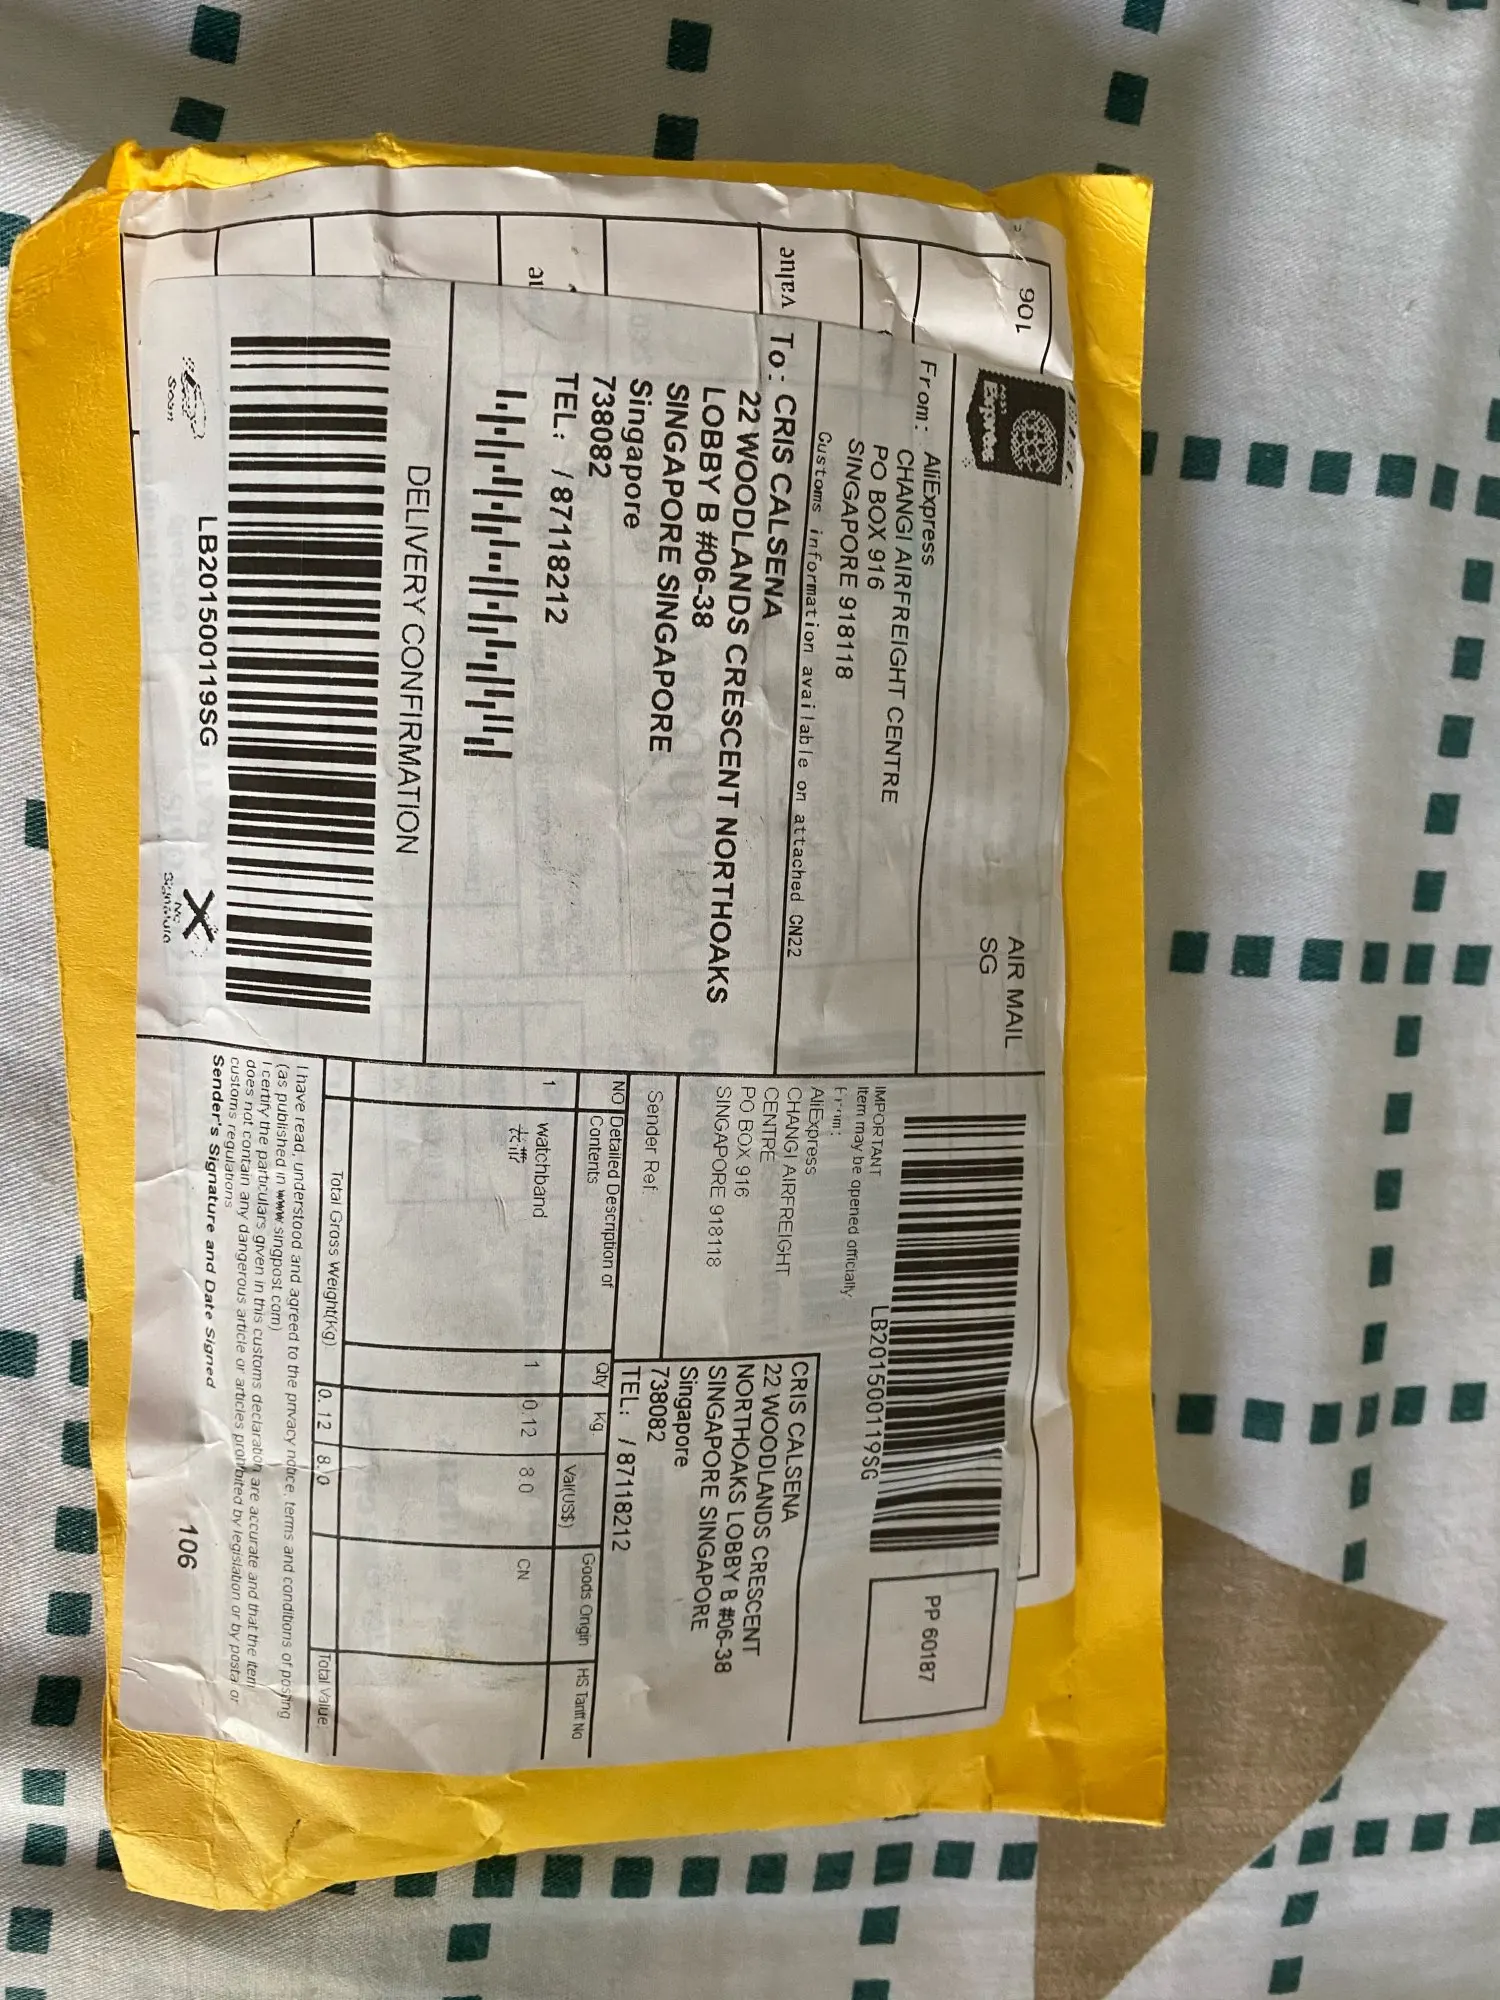 106
value
AIR MAIL
SG
Express
From: AliExpress
CHANGI AIRFREIGHT CENTRE
PO BOX 916
SINGAPORE 918118
Customs information available on attached CN22
To: CRIS CALSENA
22 WOODLANDS CRESCENT NORTHOAKS
LOBBY B #06-38
SINGAPORE SINGAPORE
Singapore
738082
TEL: / 87118212
DELIVERY CONFIRMATION
LB201500119SG
Scan
No
Signature
PP 60187
LB201500119SG
IMPORTANT
Item may be opened officially
From:
AliExpress
CHANGI AIRFREIGHT
CENTRE
PO BOX 916
SINGAPORE 918118
Sender Ref.
CRIS CALSENA
22 WOODLANDS CRESCENT
NORTHOAKS LOBBY B #06-38
SINGAPORE SINGAPORE
Singapore
738082
TEL: / 87118212
NO Detailed Description of Contents Qty Kg. Val(US$) Goods Origin HS Tariff No
1 watchband 1 0.12 8.0 CN
Total Gross Weight(Kg) 0.12 8.0 Total Value:
I have read, understood and agreed to the privacy notice, terms and conditions of posting
(as published in www.singpost.com)
I certify the particulars given in this customs declaration are accurate and that the item
does not contain any dangerous article or articles prohibited by legislation or by postal or
customs regulations
Sender's Signature and Date Signed
106